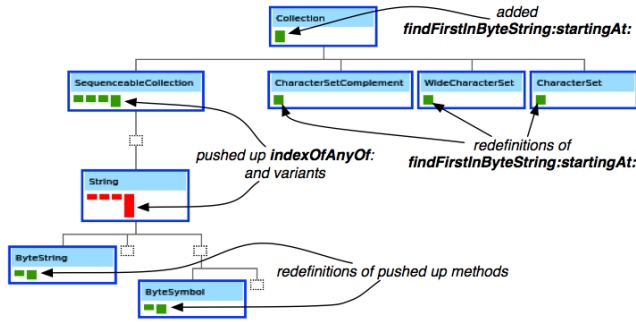 Collection
added
findFirstInByteString:startingAt:
SequenceableCollection
CharacterSetComplement
WideCharacterSet
CharacterSet
pushed up indexOfAnyOf:
and variants
redefinitions of
findFirstInByteString:startingAt:
String
ByteString
redefinitions of pushed up methods
ByteSymbol